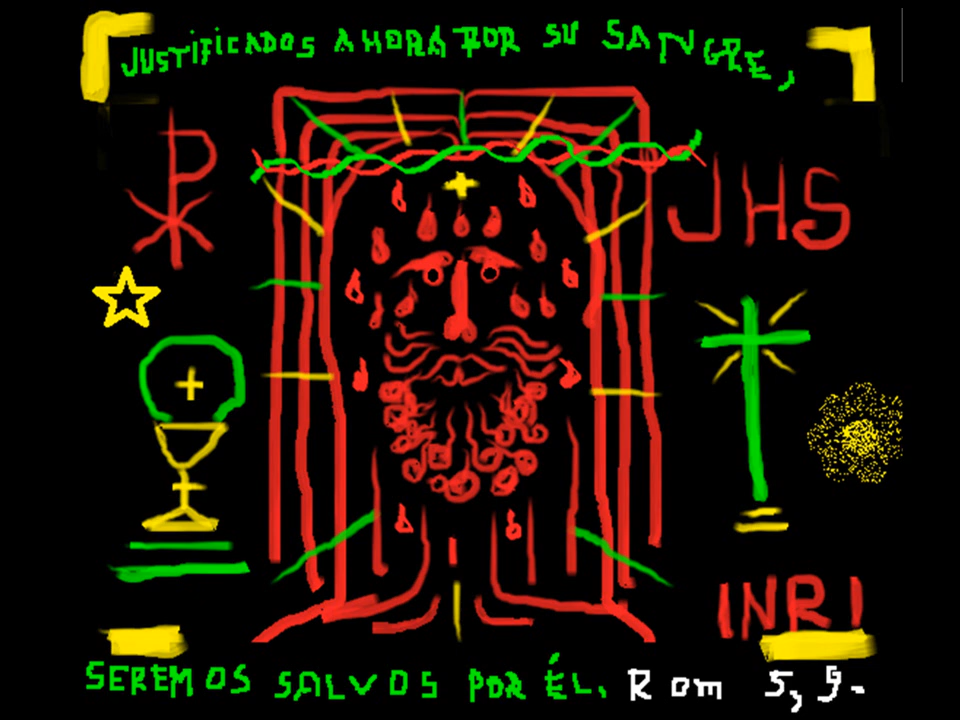 JUSTIFICADOS AHORA POR SU SANGRE,
JHS
INRI
SEREMOS SALVOS POR ÉL. Rom 5, 9.